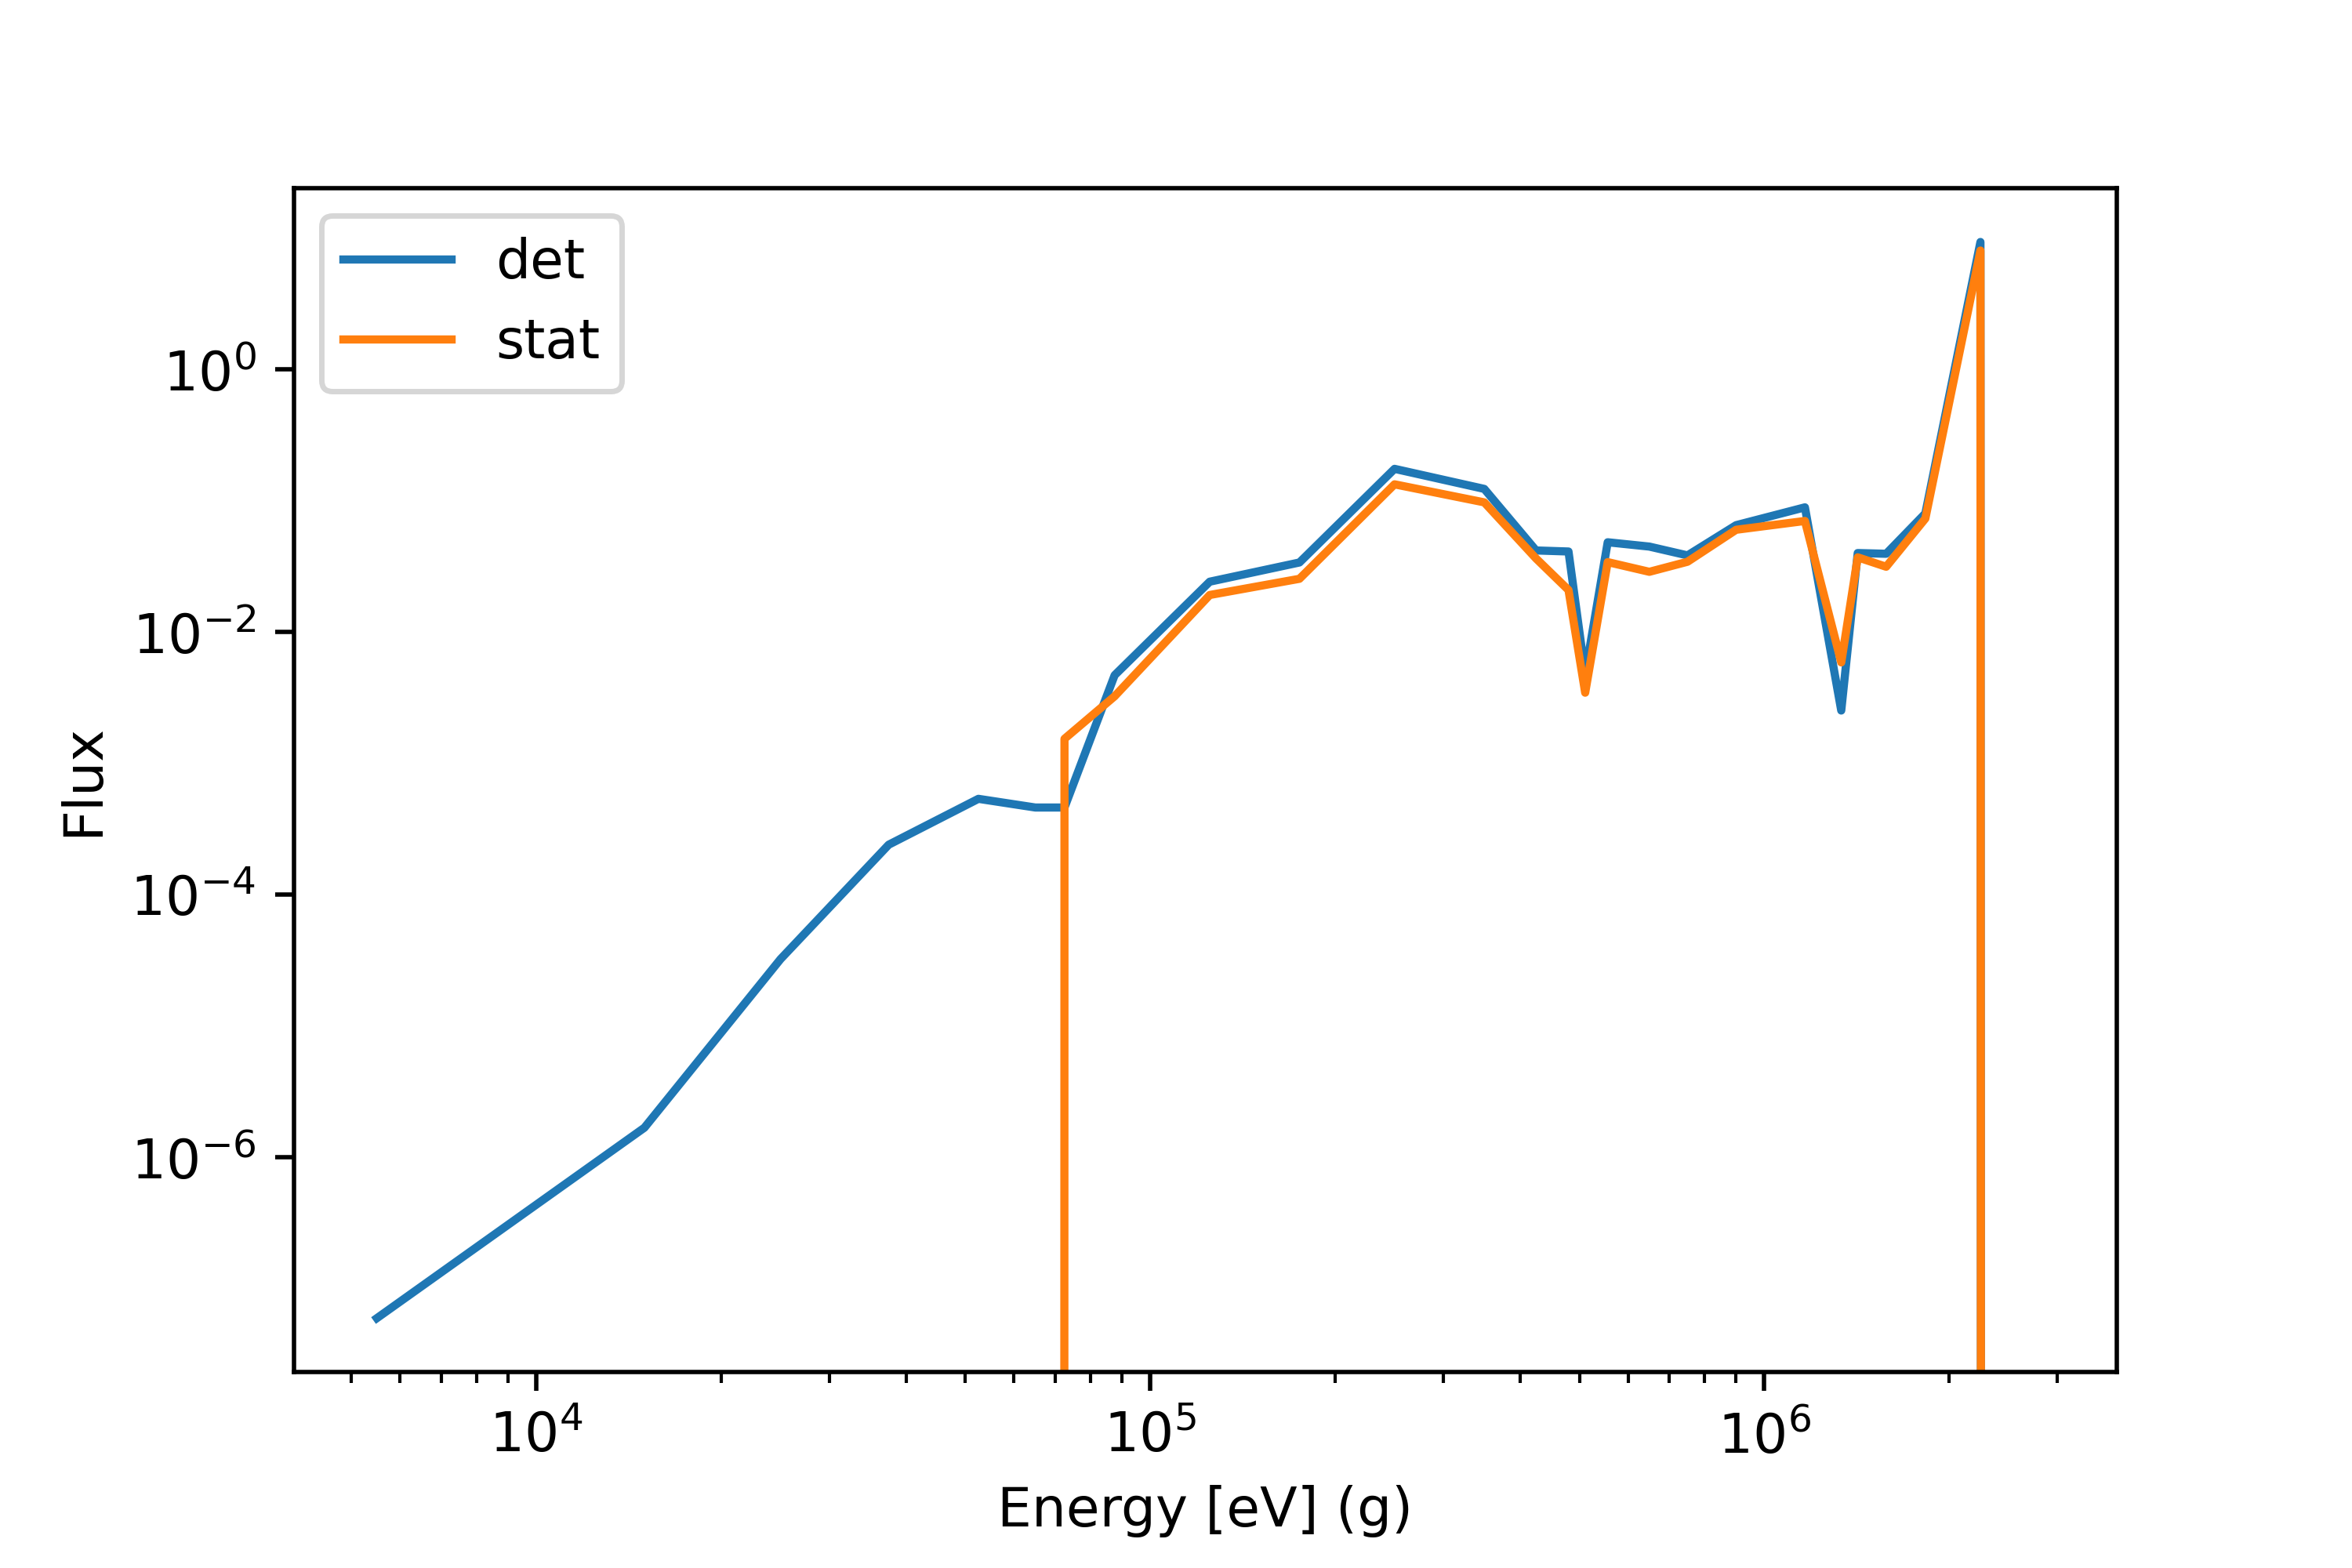 det
stat
10⁰
10⁻²
10⁻⁴
10⁻⁶
Flux
10⁴ 10⁵ 10⁶
Energy [eV] (g)